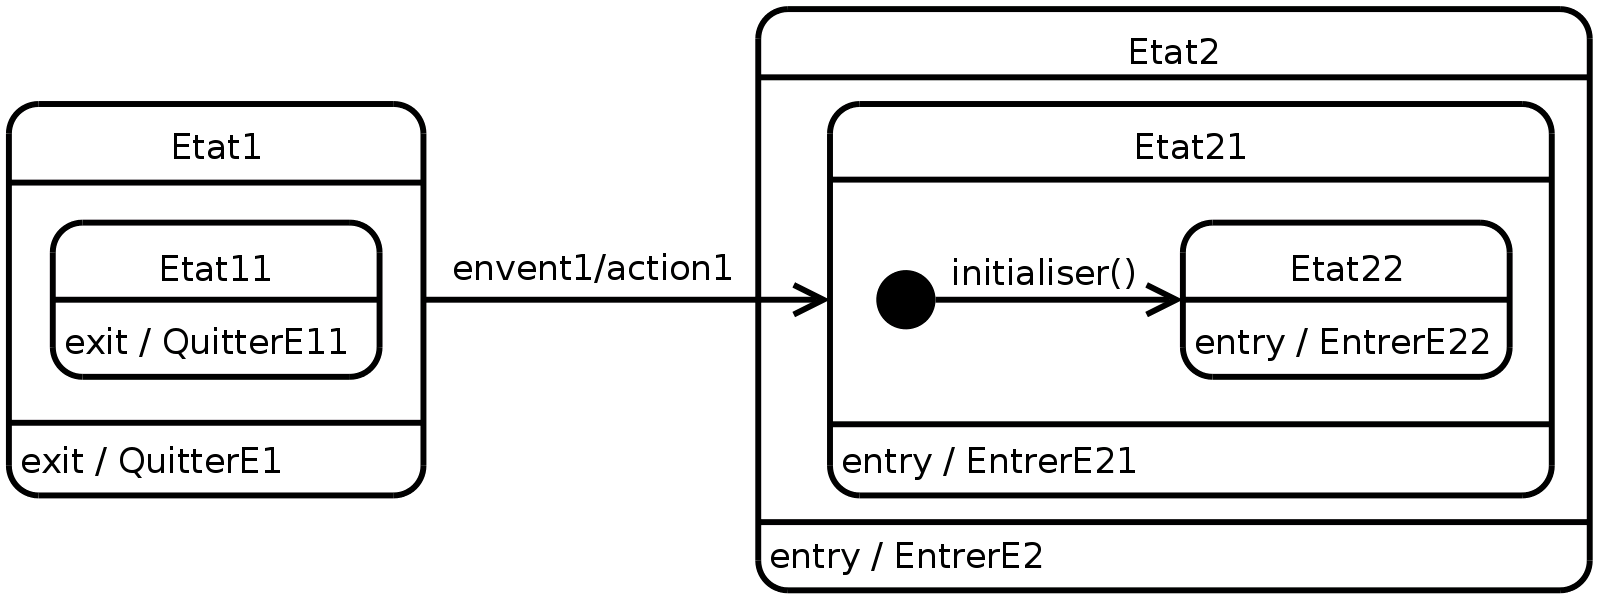 Etat1
Etat11
exit / QuitterE11
exit / QuitterE1
envent1/action1
Etat2
Etat21
initialiser()
Etat22
entry / EntrerE22
entry / EntrerE21
entry / EntrerE2